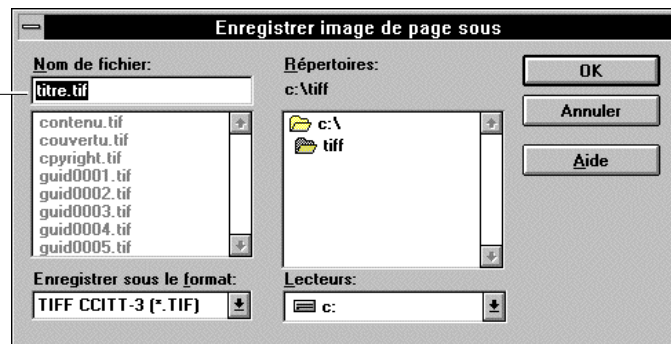 Enregistrer image de page sous
Nom de fichier:
titre.tif
contenu.tif
couvertu.tif
cpyright.tif
guid0001.tif
guid0002.tif
guid0003.tif
guid0004.tif
guid0005.tif
Enregistrer sous le format:
TIFF CCITT-3 (*.TIF)
Répertoires:
c:\tiff
c:\
tiff
Lecteurs:
c:
OK
Annuler
Aide